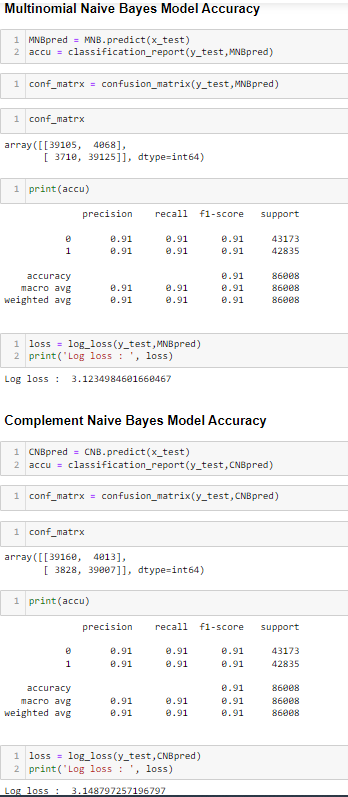 Multinomial Naive Bayes Model Accuracy
1 MNBpred = MNB.predict(x_test)
2 accu = classification_report(y_test,MNBpred)
1 conf_matrx = confusion_matrix(y_test,MNBpred)
1 conf_matrx
array([[39105, 4068],
[ 3710, 39125]], dtype=int64)
1 print(accu)
precision recall f1-score support
0 0.91 0.91 0.91 43173
1 0.91 0.91 0.91 42835
accuracy 0.91 86008
macro avg 0.91 0.91 0.91 86008
weighted avg 0.91 0.91 0.91 86008
1 loss = log_loss(y_test,MNBpred)
2 print('Log loss : ', loss)
Log loss : 3.1234984601660467
Complement Naive Bayes Model Accuracy
1 CNBpred = CNB.predict(x_test)
2 accu = classification_report(y_test,CNBpred)
1 conf_matrx = confusion_matrix(y_test,CNBpred)
1 conf_matrx
array([[39160, 4013],
[ 3828, 39007]], dtype=int64)
1 print(accu)
precision recall f1-score support
0 0.91 0.91 0.91 43173
1 0.91 0.91 0.91 42835
accuracy 0.91 86008
macro avg 0.91 0.91 0.91 86008
weighted avg 0.91 0.91 0.91 86008
1 loss = log_loss(y_test,CNBpred)
2 print('Log loss : ', loss)
Log loss : 3.148797257196797